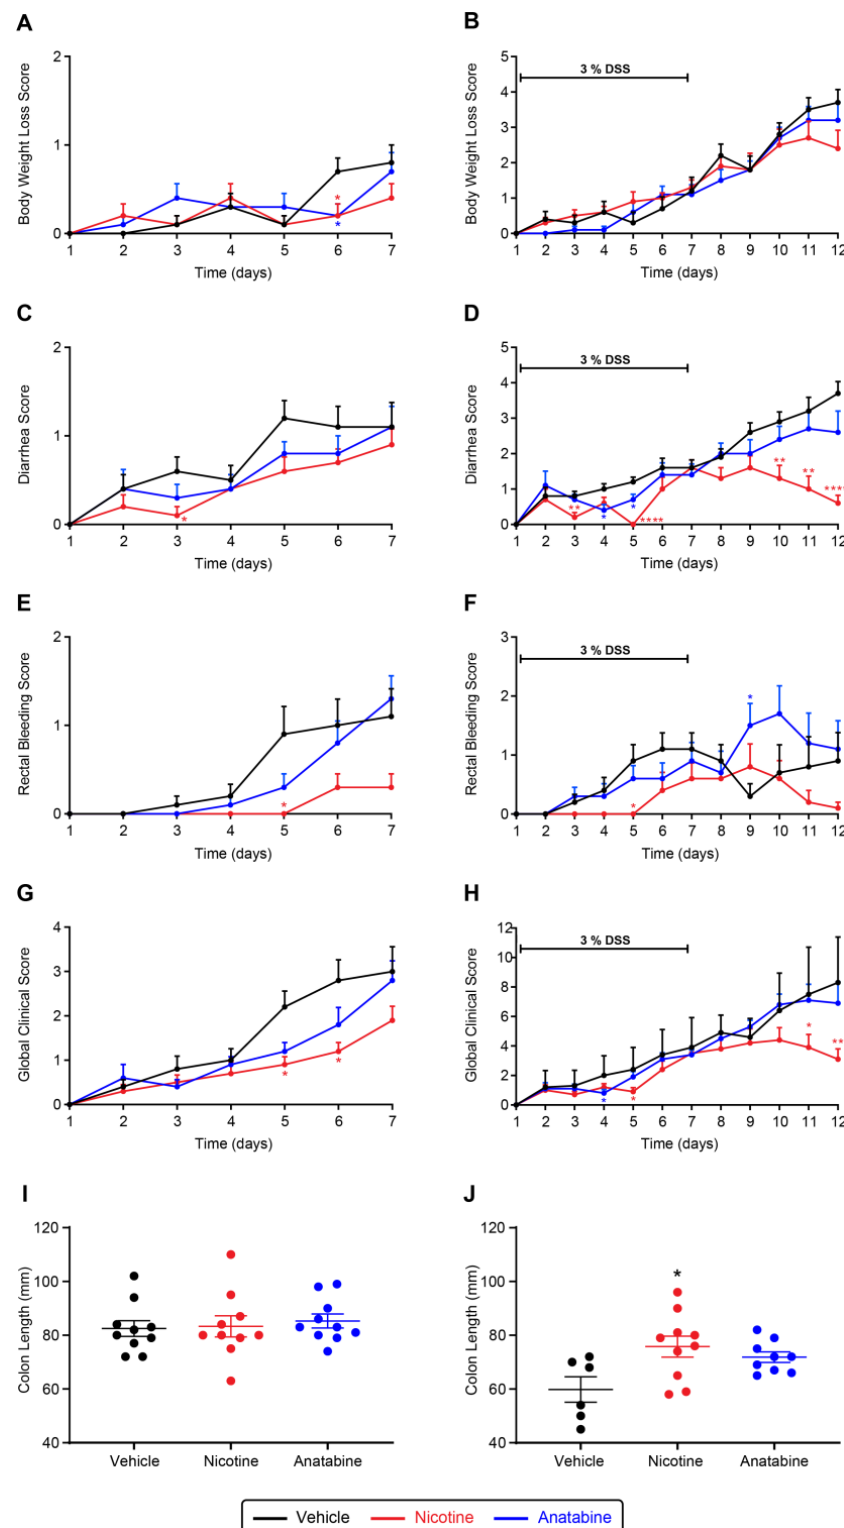 A
B
Body Weight Loss Score
2
1
0
1 2 3 4 5 6 7
* *
Time (days)
Body Weight Loss Score
5
4
3
2
1
0
3 % DSS
1 2 3 4 5 6 7 8 9 10 11 12
Time (days)
C
D
Diarrhea Score
2
1
0
*
1 2 3 4 5 6 7
Time (days)
Diarrhea Score
5
4
3
2
1
0
3 % DSS
** * * **** ** ** ****
1 2 3 4 5 6 7 8 9 10 11 12
Time (days)
E
F
Rectal Bleeding Score
2
1
0
*
1 2 3 4 5 6 7
Time (days)
Rectal Bleeding Score
3
2
1
0
3 % DSS
* *
1 2 3 4 5 6 7 8 9 10 11 12
Time (days)
G
H
Global Clinical Score
4
3
2
1
0
* *
1 2 3 4 5 6 7
Time (days)
Global Clinical Score
12
10
8
6
4
2
0
3 % DSS
* * * **
1 2 3 4 5 6 7 8 9 10 11 12
Time (days)
I
J
Colon Length (mm)
120
100
80
60
40
Vehicle Nicotine Anatabine
Colon Length (mm)
120
100
80
60
40
*
Vehicle Nicotine Anatabine
Vehicle Nicotine Anatabine